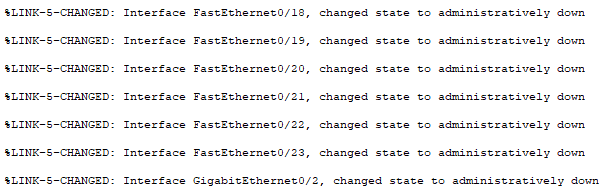 %LINK-5-CHANGED: Interface FastEthernet0/18, changed state to administratively down
%LINK-5-CHANGED: Interface FastEthernet0/19, changed state to administratively down
%LINK-5-CHANGED: Interface FastEthernet0/20, changed state to administratively down
%LINK-5-CHANGED: Interface FastEthernet0/21, changed state to administratively down
%LINK-5-CHANGED: Interface FastEthernet0/22, changed state to administratively down
%LINK-5-CHANGED: Interface FastEthernet0/23, changed state to administratively down
%LINK-5-CHANGED: Interface GigabitEthernet0/2, changed state to administratively down